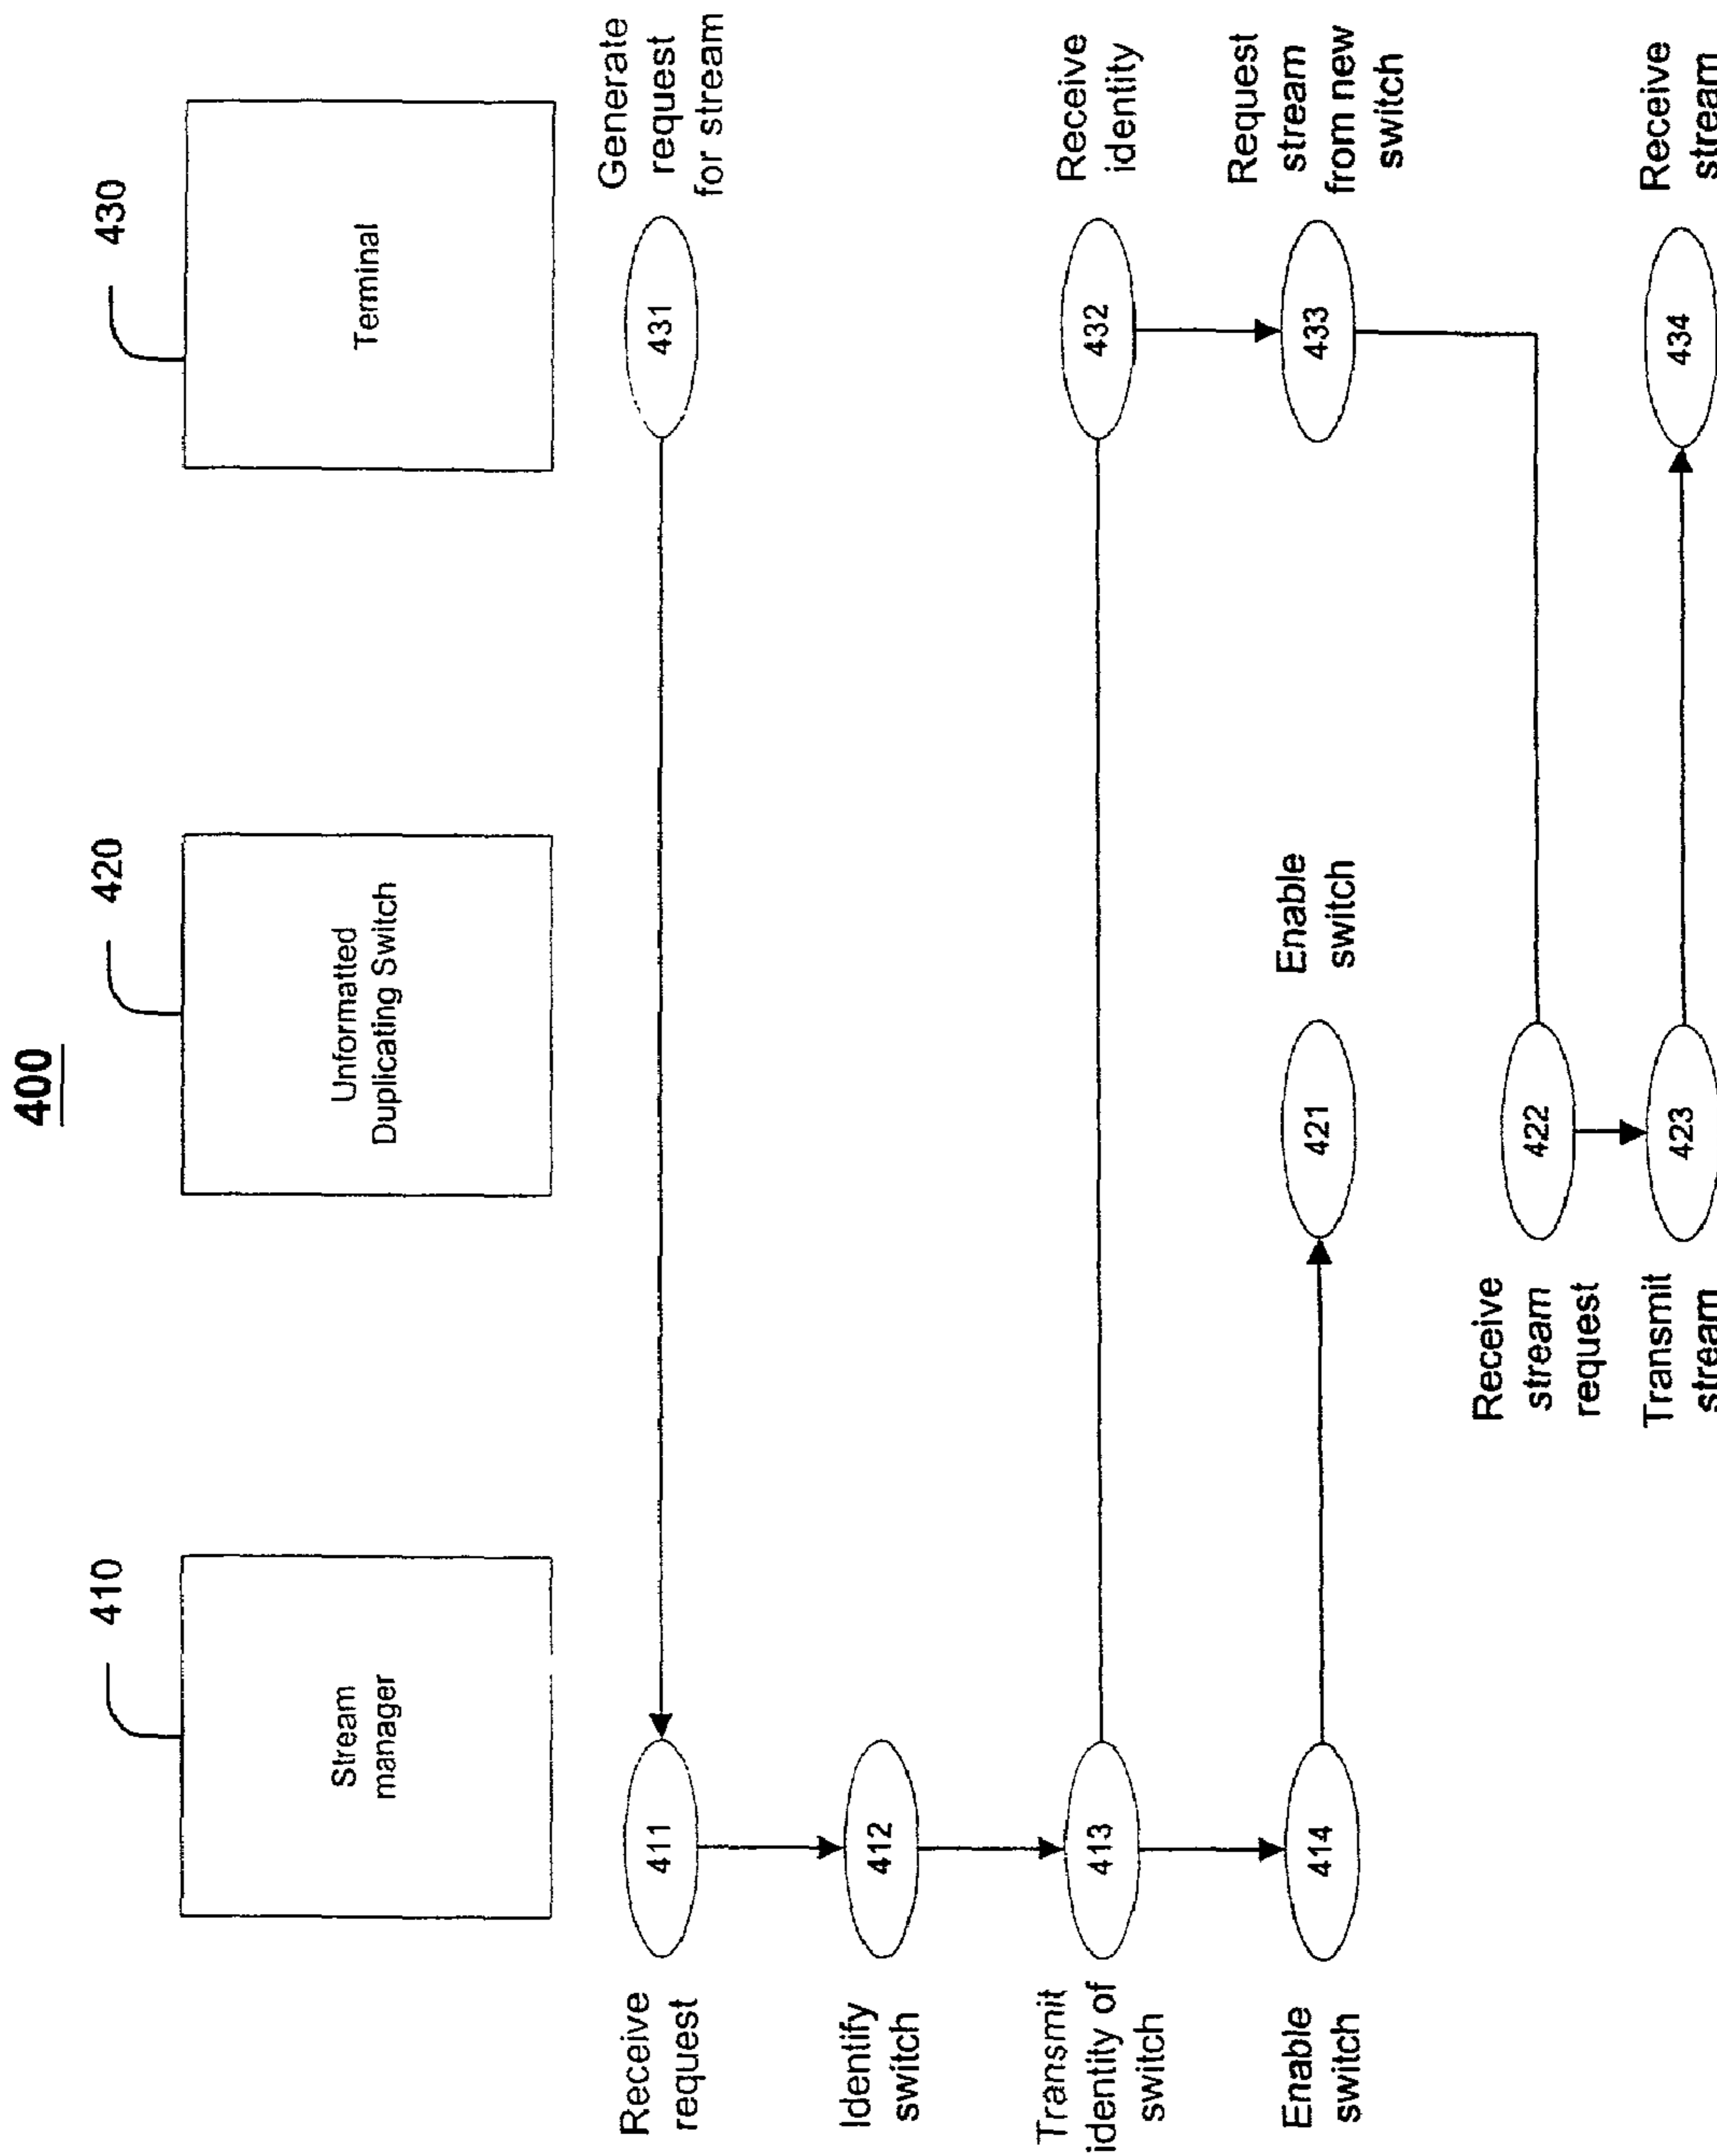 400
410
420
430
Stream
manager
Unformatted
Duplicating Switch
Terminal
Receive
request
411
431
Generate
request
for stream
Identify
switch
412
Transmit
identity of
switch
413
432
Receive
identity
Enable
switch
414
421
Enable
switch
433
Request
stream
from new
switch
Receive
stream
request
422
Transmit
stream
423
434
Receive
stream